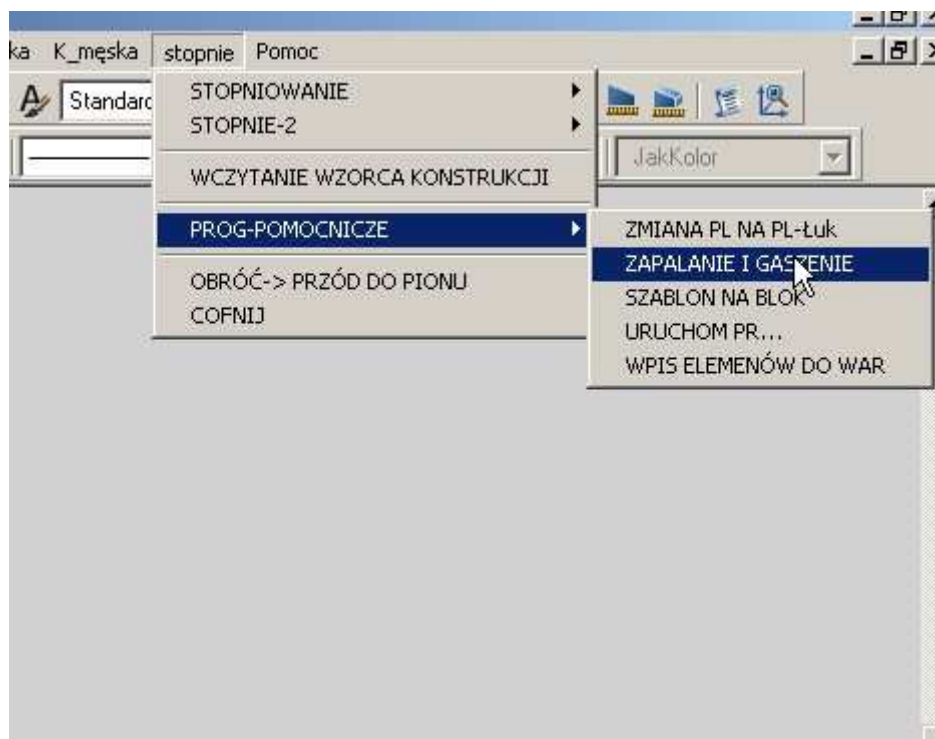 ka K_męska stopnie Pomoc
Standard
STOPNIOWANIE
STOPNIE-2
JakKolor
WCZYTANIE WZORCA KONSTRUKCJI
PROG-POMOCNICZE
ZMIANA PL NA PL-Łuk
ZAPALANIE I GASZENIE
OBRÓĆ-> PRZÓD DO PIONU
SZABLON NA BLOK
COFNIJ
URUCHOM PR...
WPIS ELEMENÓW DO WAR